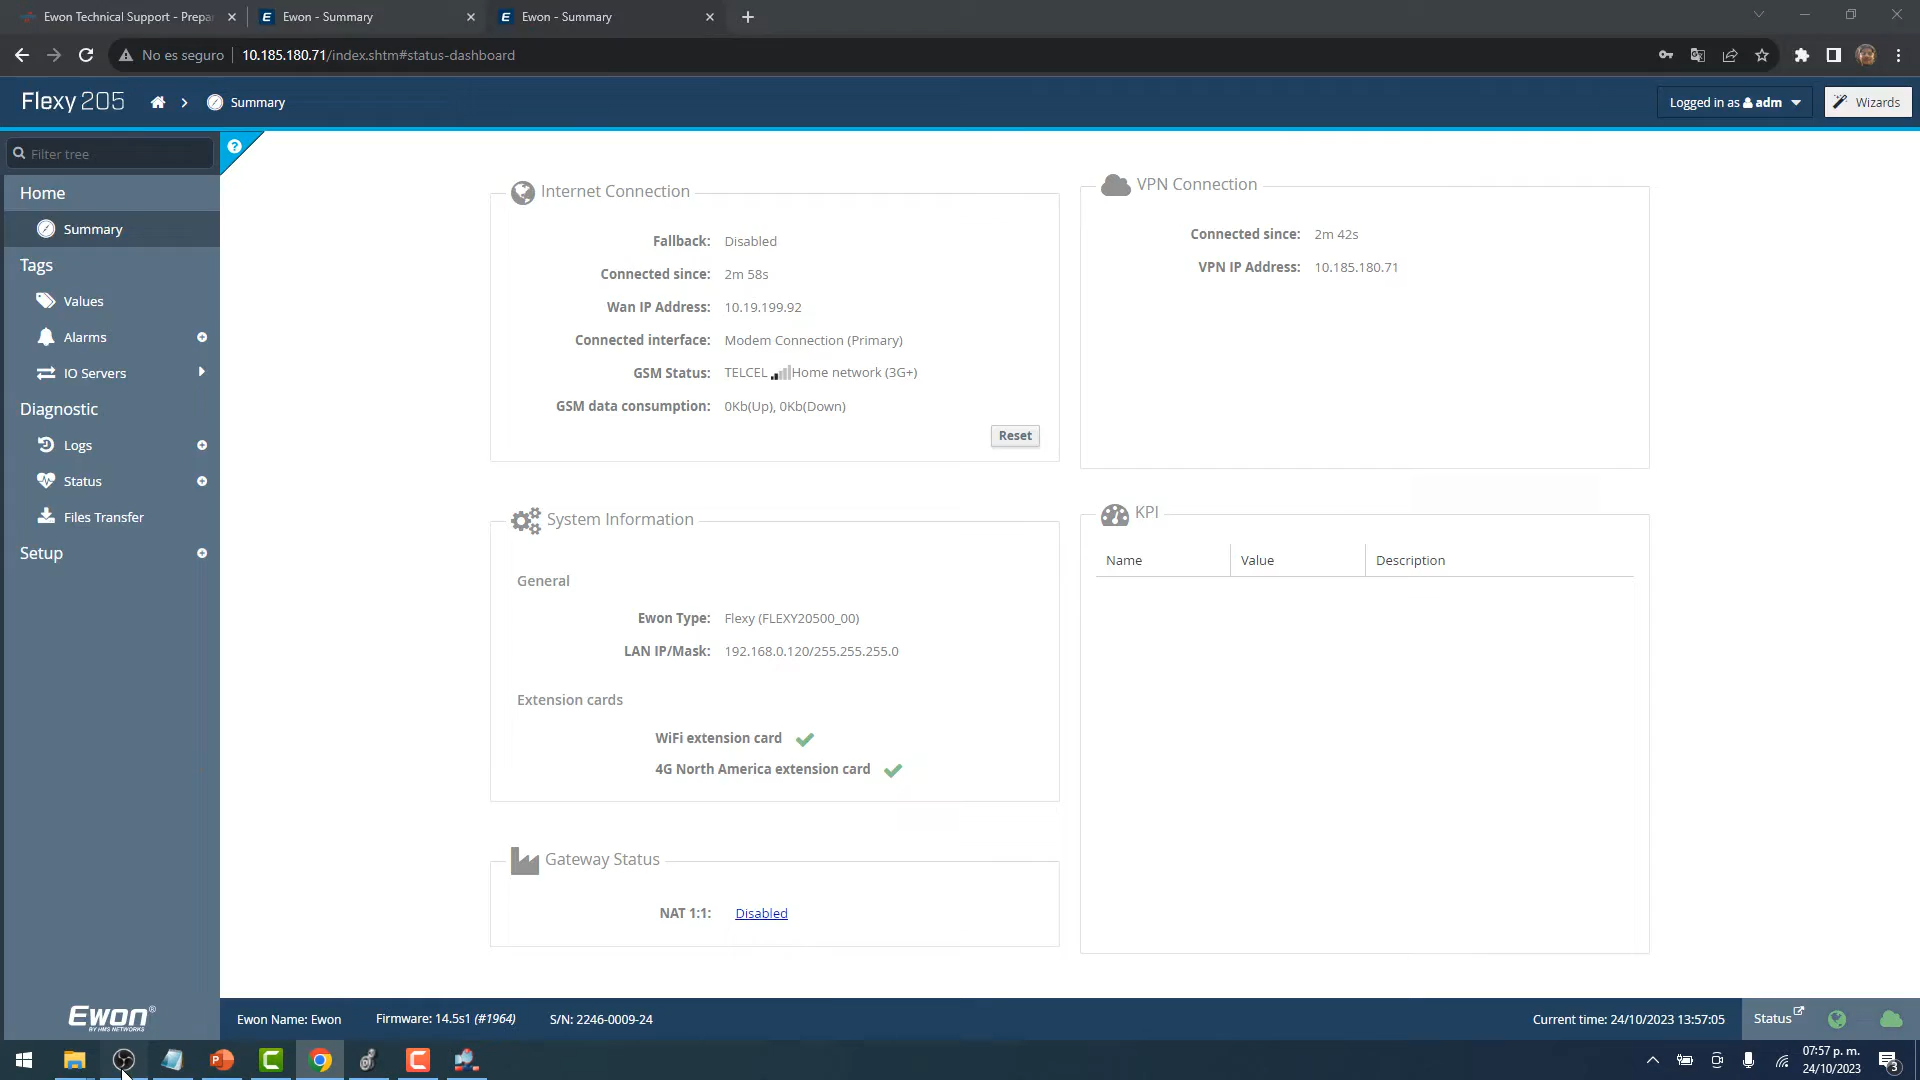 Ewon Technical Support - Prepa
Ewon - Summary
Ewon - Summary
No es seguro
10.185.180.71/index.shtm#status-dashboard
Flexy 205
Summary
Logged in as adm
Wizards
Filter tree
Home
Summary
Tags
Values
Alarms
IO Servers
Diagnostic
Logs
Status
Files Transfer
Setup
Internet Connection
Fallback: Disabled
Connected since: 2m 58s
Wan IP Address: 10.19.199.92
Connected interface: Modem Connection (Primary)
GSM Status: TELCEL Home network (3G+)
GSM data consumption: 0Kb(Up), 0Kb(Down)
Reset
VPN Connection
Connected since: 2m 42s
VPN IP Address: 10.185.180.71
System Information
General
Ewon Type: Flexy (FLEXY20500_00)
LAN IP/Mask: 192.168.0.120/255.255.255.0
Extension cards
WiFi extension card
4G North America extension card
KPI
Name Value Description
Gateway Status
NAT 1:1: Disabled
Ewon
BY HMS NETWORKS
Ewon Name: Ewon
Firmware: 14.5s1 (#1964)
S/N: 2246-0009-24
Current time: 24/10/2023 13:57:05
Status
07:57 p. m.
24/10/2023
3